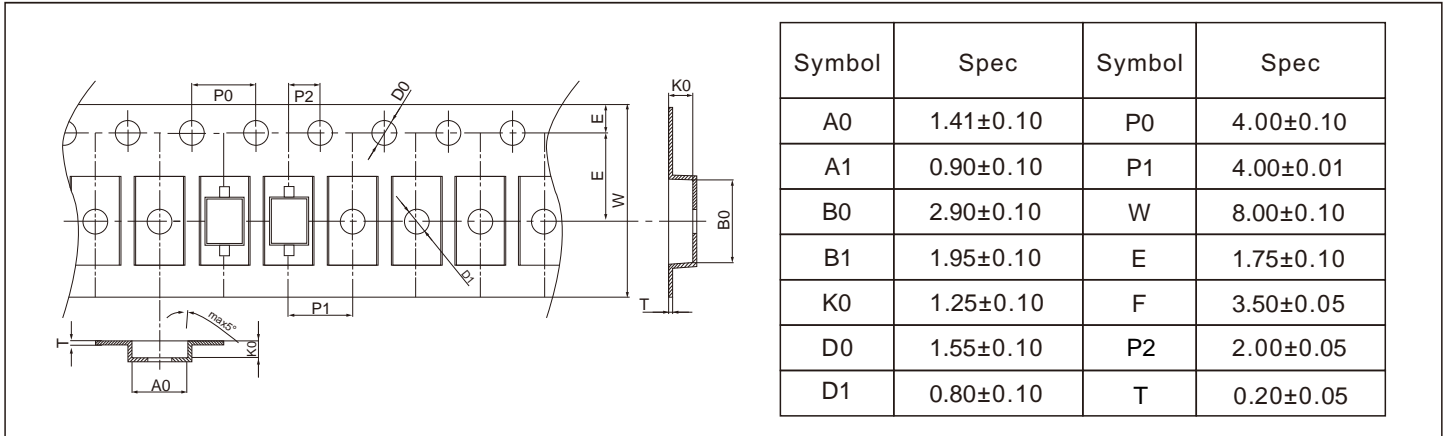 P0
P2
D0
E
E
W
D1
P1
T
max5°
K0
A0
K0
B0
T
Symbol Spec Symbol Spec
A0 1.41±0.10 P0 4.00±0.10
A1 0.90±0.10 P1 4.00±0.01
B0 2.90±0.10 W 8.00±0.10
B1 1.95±0.10 E 1.75±0.10
K0 1.25±0.10 F 3.50±0.05
D0 1.55±0.10 P2 2.00±0.05
D1 0.80±0.10 T 0.20±0.05